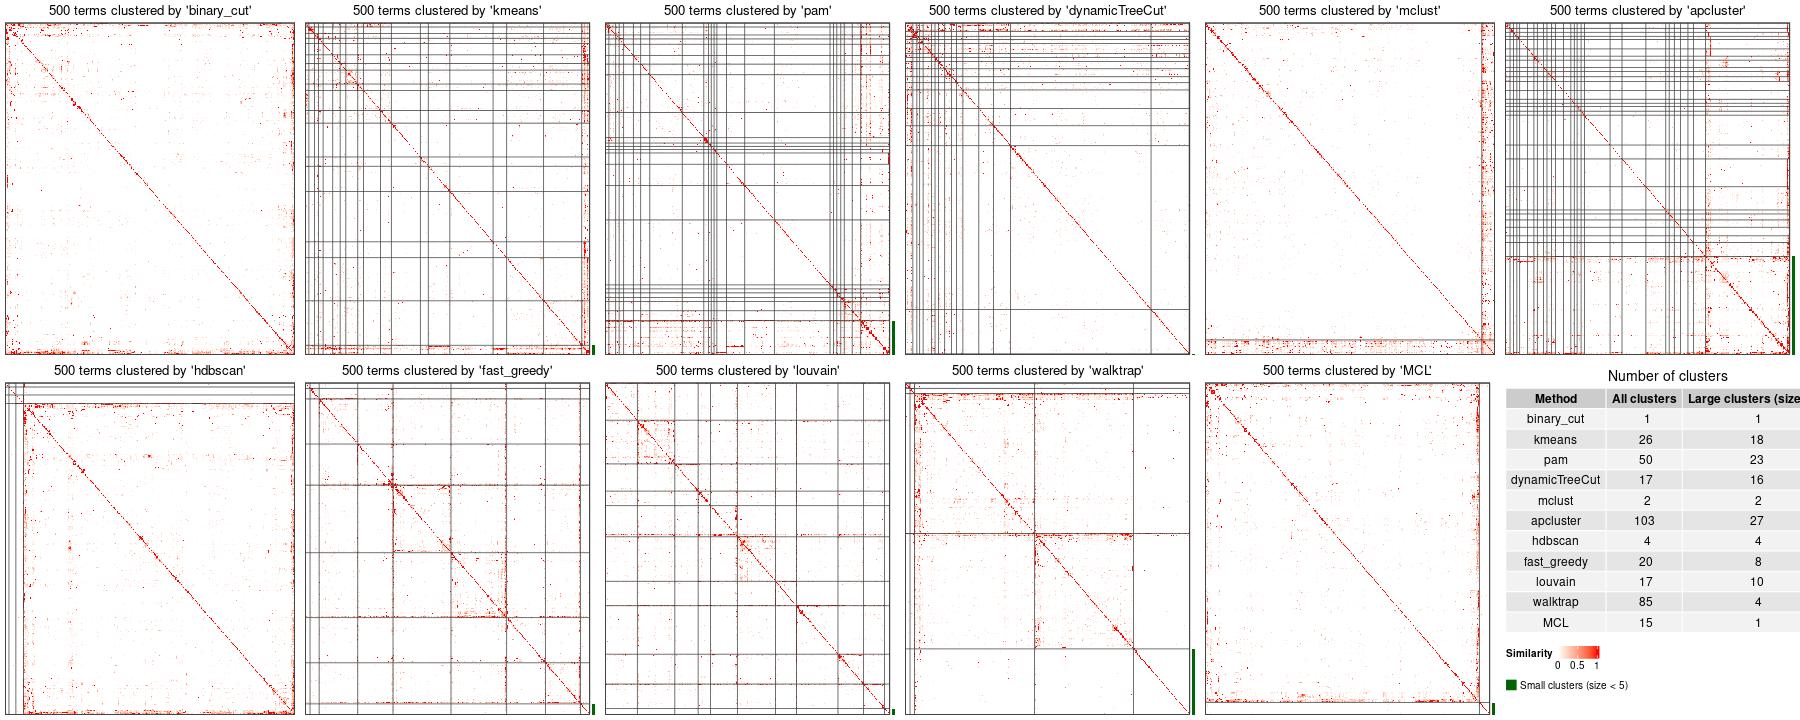 500 terms clustered by 'binary_cut'
500 terms clustered by 'kmeans'
500 terms clustered by 'pam'
500 terms clustered by 'dynamicTreeCut'
500 terms clustered by 'mclust'
500 terms clustered by 'apcluster'
500 terms clustered by 'hdbscan'
500 terms clustered by 'fast_greedy'
500 terms clustered by 'louvain'
500 terms clustered by 'walktrap'
500 terms clustered by 'MCL'
Number of clusters
Method All clusters Large clusters (size
binary_cut 1 1
kmeans 26 18
pam 50 23
dynamicTreeCut 17 16
mclust 2 2
apcluster 103 27
hdbscan 4 4
fast_greedy 20 8
louvain 17 10
walktrap 85 4
MCL 15 1
Similarity
0 0.5 1
Small clusters (size < 5)